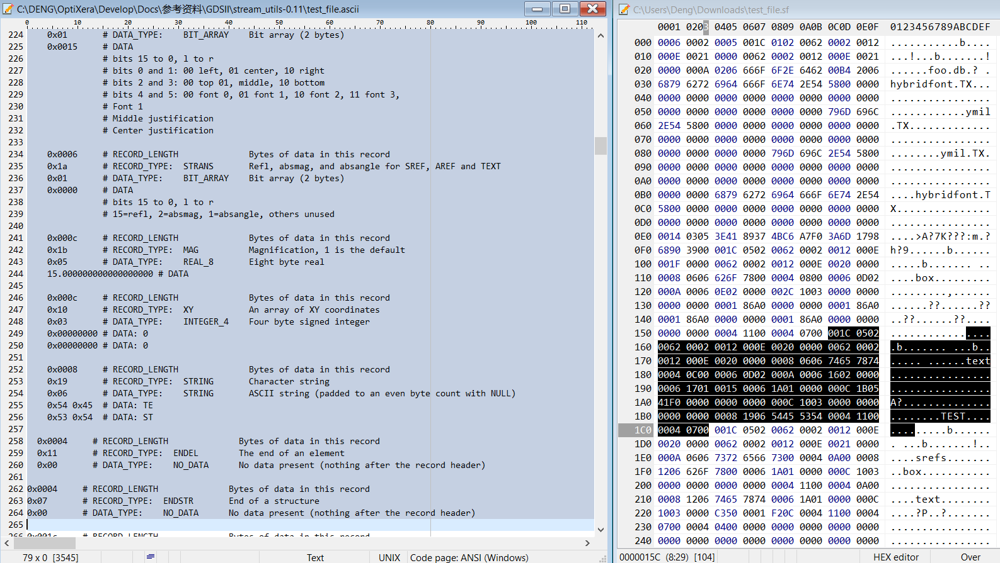 C:\DENG\OptiXera\Develop\Docs\参考资料\GDSII\stream_utils-0.11\test_file.ascii
0 10 20 30 40 50 60 70 80 90 100 110
224 0x01 # DATA_TYPE: BIT_ARRAY Bit array (2 bytes)
225 0x0015 # DATA
226 # bits 15 to 0, l to r
227 # bits 0 and 1: 00 left, 01 center, 10 right
228 # bits 2 and 3: 00 top 01, middle, 10 bottom
229 # bits 4 and 5: 00 font 0, 01 font 1, 10 font 2, 11 font 3,
230 # Font 1
231 # Middle justification
232 # Center justification
233
234 0x0006 # RECORD_LENGTH Bytes of data in this record
235 0x1a # RECORD_TYPE: STRANS Refl, absmag, and absangle for SREF, AREF and TEXT
236 0x01 # DATA_TYPE: BIT_ARRAY Bit array (2 bytes)
237 0x0000 # DATA
238 # bits 15 to 0, l to r
239 # 15=refl, 2=absmag, 1=absangle, others unused
240
241 0x000c # RECORD_LENGTH Bytes of data in this record
242 0x1b # RECORD_TYPE: MAG Magnification, 1 is the default
243 0x05 # DATA_TYPE: REAL_8 Eight byte real
244 15.000000000000000000 # DATA
245
246 0x000c # RECORD_LENGTH Bytes of data in this record
247 0x10 # RECORD_TYPE: XY An array of XY coordinates
248 0x03 # DATA_TYPE: INTEGER_4 Four byte signed integer
249 0x00000000 # DATA: 0
250 0x00000000 # DATA: 0
251
252 0x0008 # RECORD_LENGTH Bytes of data in this record
253 0x19 # RECORD_TYPE: STRING Character string
254 0x06 # DATA_TYPE: STRING ASCII string (padded to an even byte count with NULL)
255 0x54 0x45 # DATA: TE
256 0x53 0x54 # DATA: ST
257
258 0x0004 # RECORD_LENGTH Bytes of data in this record
259 0x11 # RECORD_TYPE: ENDEL The end of an element
260 0x00 # DATA_TYPE: NO_DATA No data present (nothing after the record header)
261
262 0x0004 # RECORD_LENGTH Bytes of data in this record
263 0x07 # RECORD_TYPE: ENDSTR End of a structure
264 0x00 # DATA_TYPE: NO_DATA No data present (nothing after the record header)
265
266 0x001c # RECORD_LENGTH Bytes of data in this record
79 x 0 [3545] Text UNIX Code page: ANSI (Windows)
C:\Users\Deng\Downloads\test_file.sf
0001 0203 0405 0607 0809 0A0B 0C0D 0E0F 0123456789ABCDEF
000 0006 0002 0005 001C 0102 0062 0002 0012 ...........b....
010 000E 0021 0000 0062 0002 0012 000E 0021 ...!...b.......!
020 0000 000A 0206 666F 6F2E 6462 00B4 2006 ......foo.db.? .
030 6879 6272 6964 666F 6E74 2E54 5800 0000 hybridfont.TX...
040 0000 0000 0000 0000 0000 0000 0000 0000 ................
050 0000 0000 0000 0000 0000 0000 796D 696C ............ymil
060 2E54 5800 0000 0000 0000 0000 0000 0000 .TX.............
070 0000 0000 0000 0000 0000 0000 0000 0000 ................
080 0000 0000 0000 0000 796D 696C 2E54 5800 ........ymil.TX.
090 0000 0000 0000 0000 0000 0000 0000 0000 ................
0A0 0000 0000 0000 0000 0000 0000 0000 0000 ................
0B0 0000 0000 6879 6272 6964 666F 6E74 2E54 ....hybridfont.T
0C0 5800 0000 0000 0000 0000 0000 0000 0000 X...............
0D0 0000 0000 0000 0000 0000 0000 0000 0000 ................
0E0 0014 0305 3E41 8937 4BC6 A7F0 3A6D 1798 ....>A?7K???:m.?
0F0 6890 3900 001C 0502 0062 0002 0012 000E h?9......b......
100 001F 0000 0062 0002 0012 000E 0020 0000 .....b....... ..
110 0008 0606 626F 7800 0004 0800 0006 0D02 ....box.........
120 000A 0006 0E02 0000 002C 1003 0000 0000 .........,......
130 0000 0000 0001 86A0 0000 0000 0001 86A0 ......??......??
140 0001 86A0 0000 0000 0001 86A0 0000 0000 ..??......??....
150 0000 0000 0004 1100 0004 0700 001C 0502 ................
160 0062 0002 0012 000E 0020 0000 0062 0002 .b....... ...b..
170 0012 000E 0020 0000 0008 0606 7465 7874 ..... ......text
180 0004 0C00 0006 0D02 000A 0006 1602 0000 ................
190 0006 1701 0015 0006 1A01 0000 000C 1B05 ................
1A0 41F0 0000 0000 0000 000C 1003 0000 0000 A?..............
1B0 0000 0000 0008 1906 5445 5354 0004 1100 ........TEST....
1C0 0004 0700 001C 0502 0062 0002 0012 000E .........b......
1D0 0020 0000 0062 0002 0012 000E 0021 0000 . ...b.......!..
1E0 000A 0606 7372 6566 7300 0004 0A00 0008 ....srefs.......
1F0 1206 626F 7800 0006 1A01 0000 000C 1003 ..box...........
200 0000 0000 0000 0000 0004 1100 0004 0A00 ................
210 0008 1206 7465 7874 0006 1A01 0000 000C ....text........
220 1003 0000 C350 0001 F20C 0004 1100 0004 ....?P..?.......
230 0700 0004 0400 0000 0000 0000 0000 0000 ................
240 0000 0000 0000 0000 0000 0000 0000 0000 ................
0000015C (8:29) [104] HEX editor Over